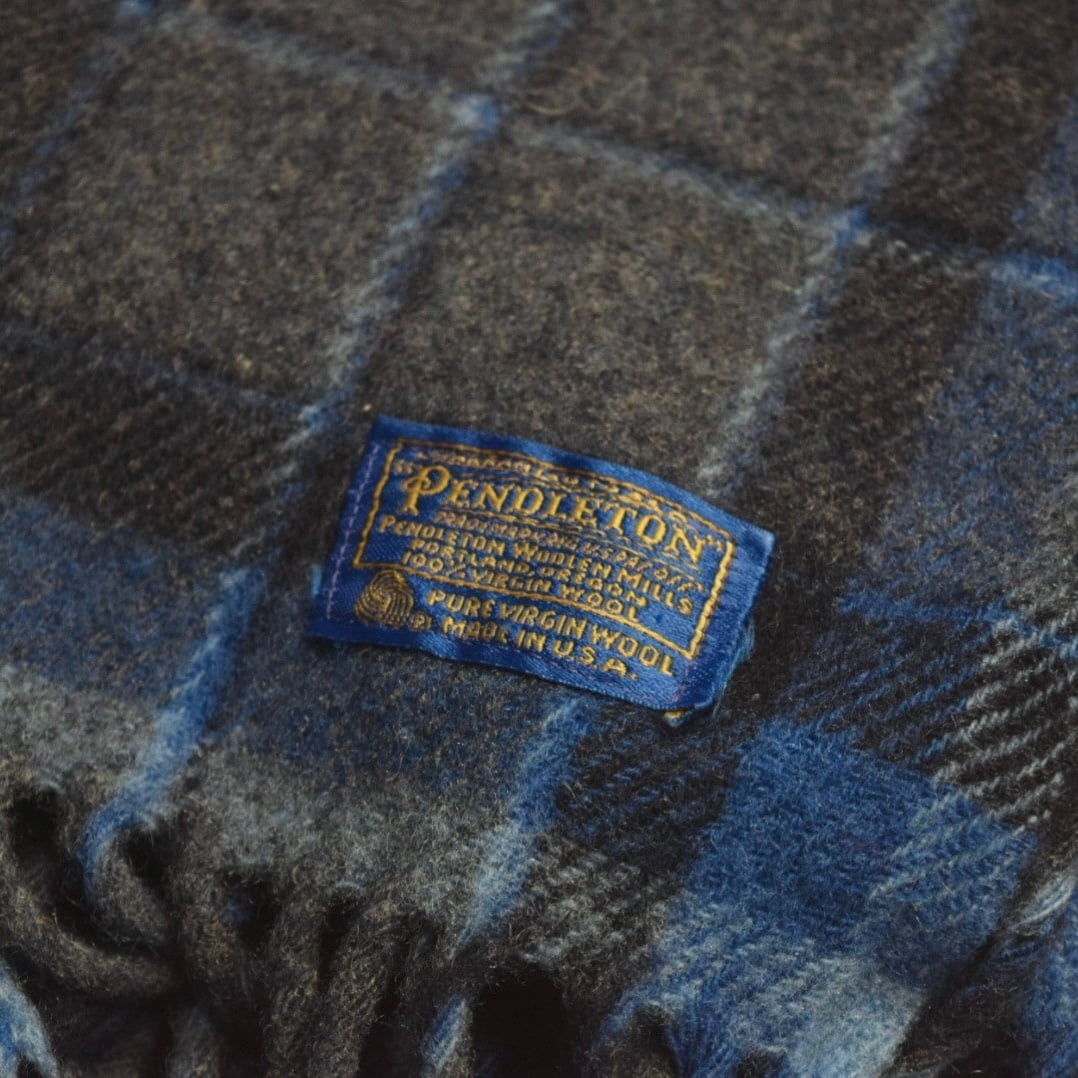 "PENDLETON"
PENDLETON WOOLEN MILLS
PORTLAND, OREGON
100% VIRGIN WOOL
PURE VIRGIN WOOL
® MADE IN U.S.A.